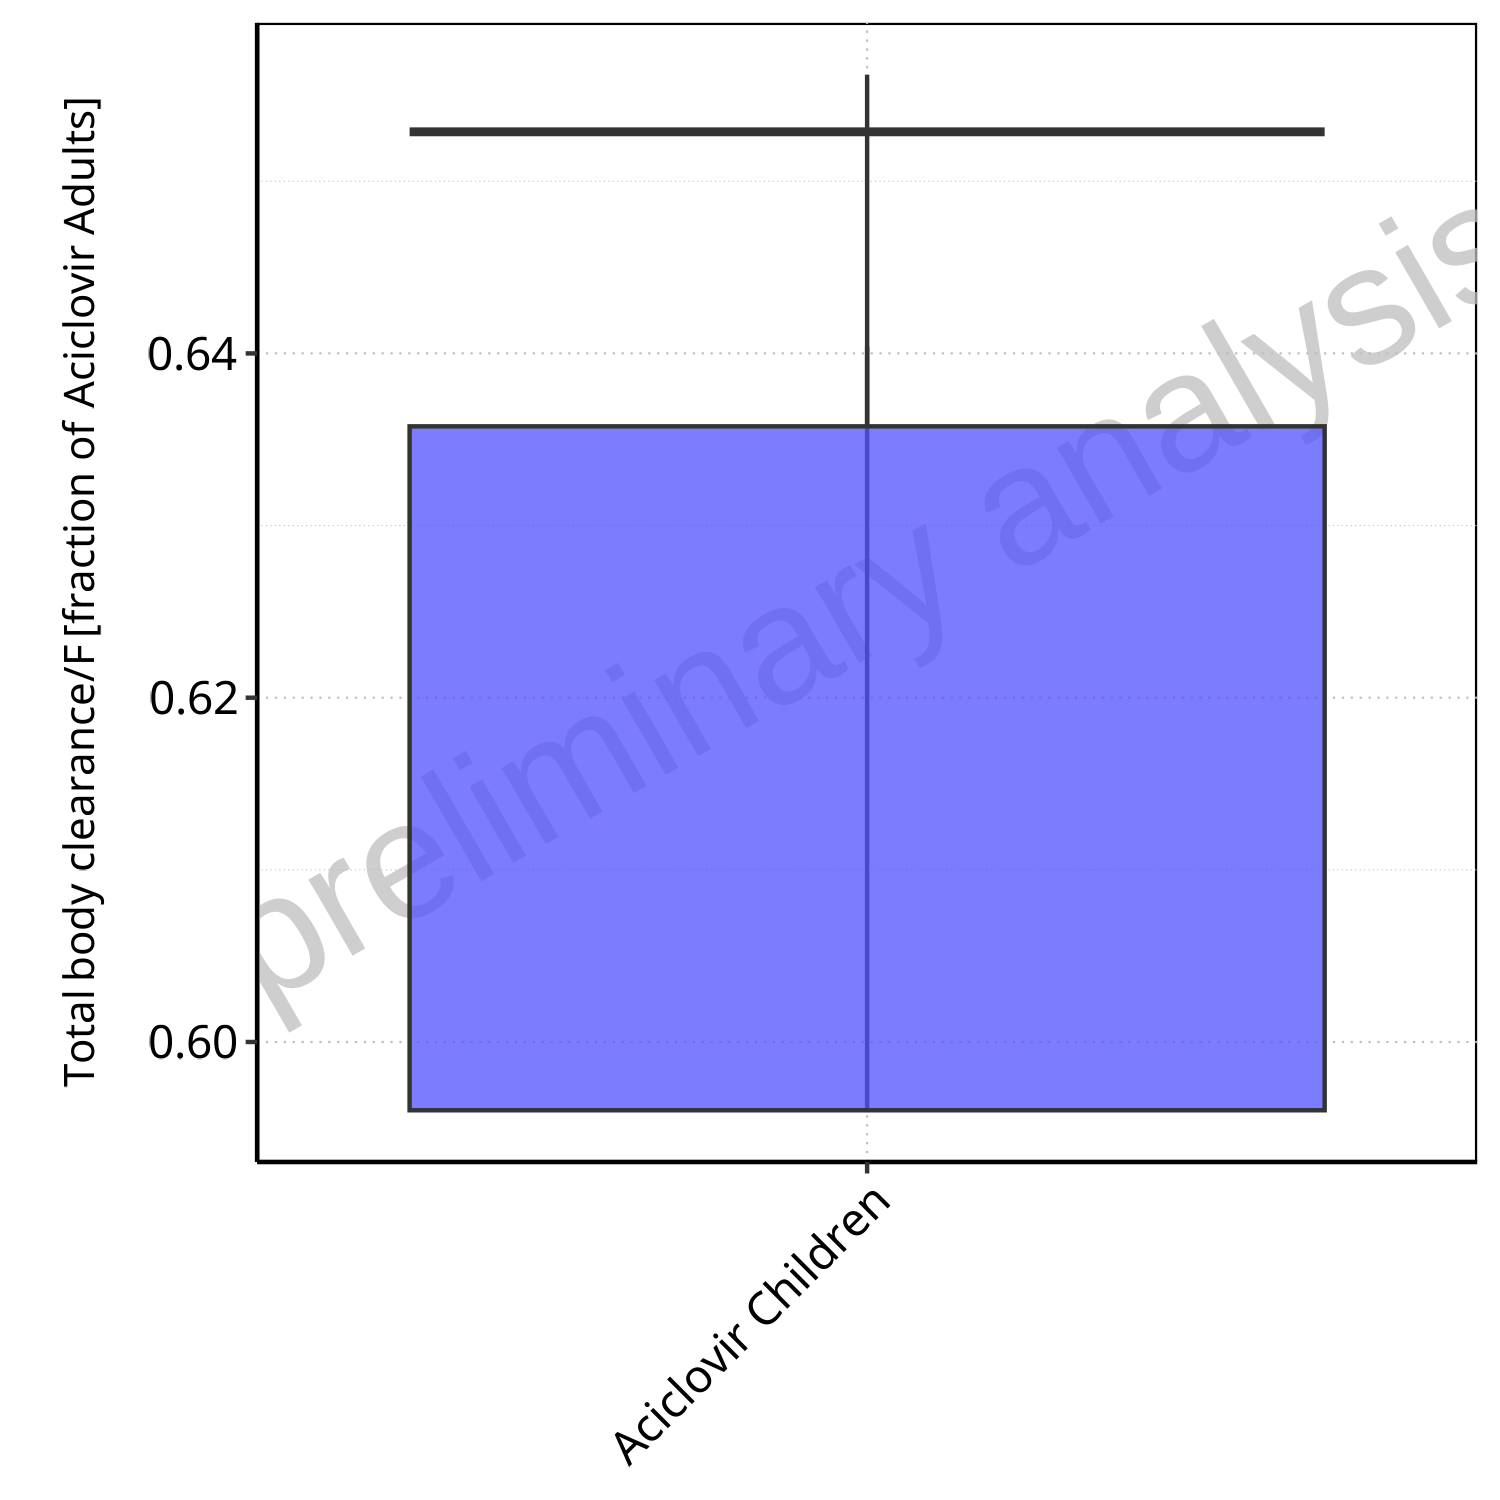 Total body clearance/F [fraction of Aciclovir Adults]
0.64
0.62
0.60
preliminary analysis
Aciclovir Children